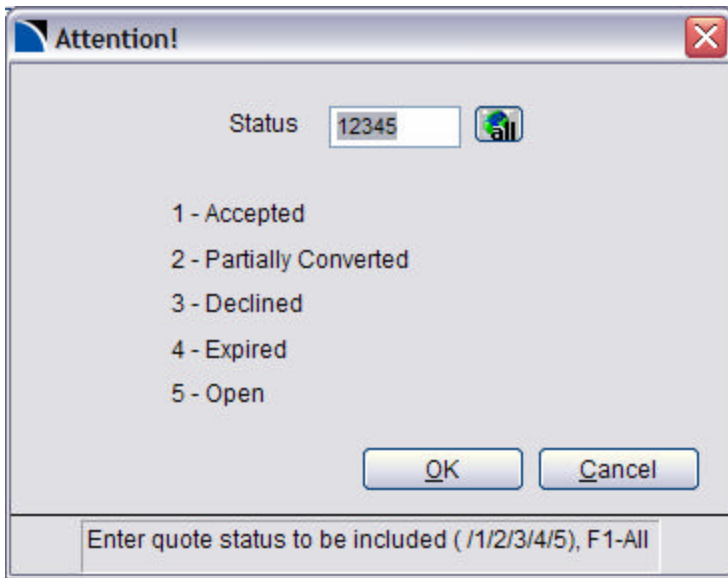 Attention!
Status 12345 all
1 - Accepted
2 - Partially Converted
3 - Declined
4 - Expired
5 - Open
OK Cancel
Enter quote status to be included ( /1/2/3/4/5), F1-All